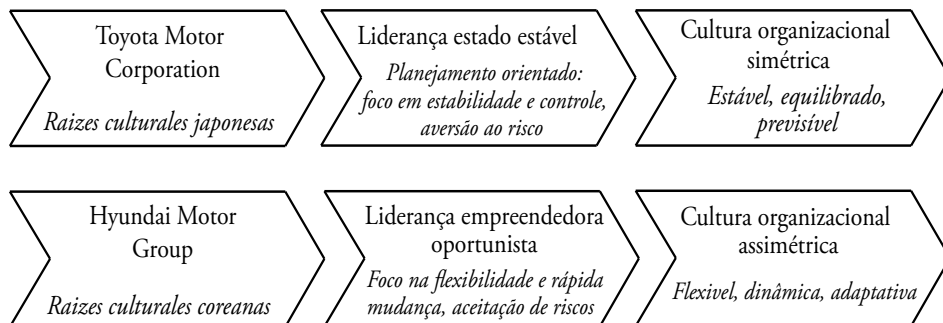 Toyota Motor
Corporation
Raizes culturales japonesas
Liderança estado estável
Planejamento orientado:
foco em estabilidade e controle,
aversão ao risco
Cultura organizacional
simétrica
Estável, equilibrado,
previsível
Hyundai Motor
Group
Raizes culturales coreanas
Liderança empreendedora
oportunista
Foco na flexibilidade e rápida
mudança, aceitação de riscos
Cultura organizacional
assimétrica
Flexivel, dinâmica, adaptativa